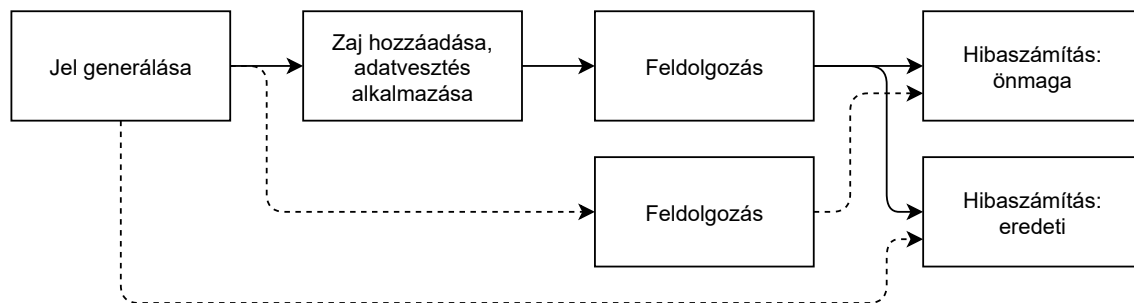 Jel generálása
Zaj hozzáadása,
adatvesztés
alkalmazása
Feldolgozás
Hibaszámítás:
önmaga
Feldolgozás
Hibaszámítás:
eredeti